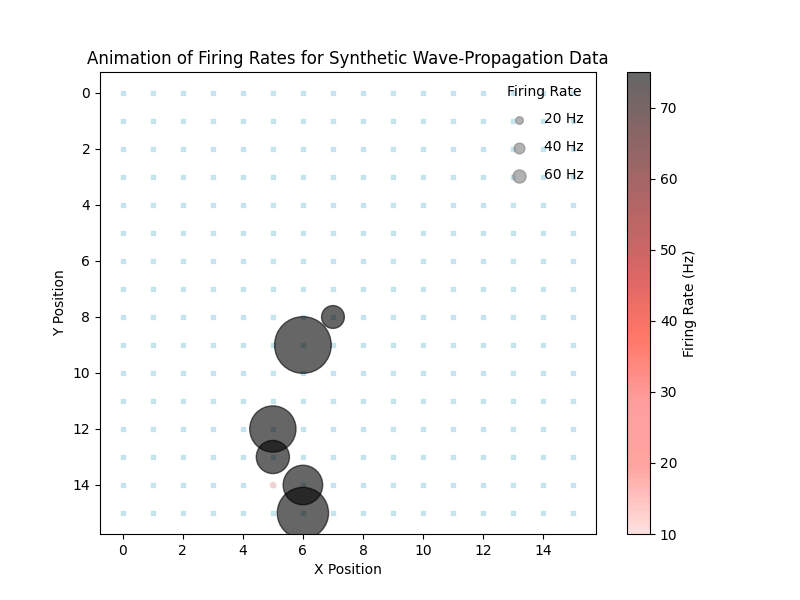 Animation of Firing Rates for Synthetic Wave-Propagation Data
Firing Rate
20 Hz
40 Hz
60 Hz
0
2
4
6
8
10
12
14
Y Position
0
2
4
6
8
10
12
14
X Position
70
60
50
40
30
20
10
Firing Rate (Hz)